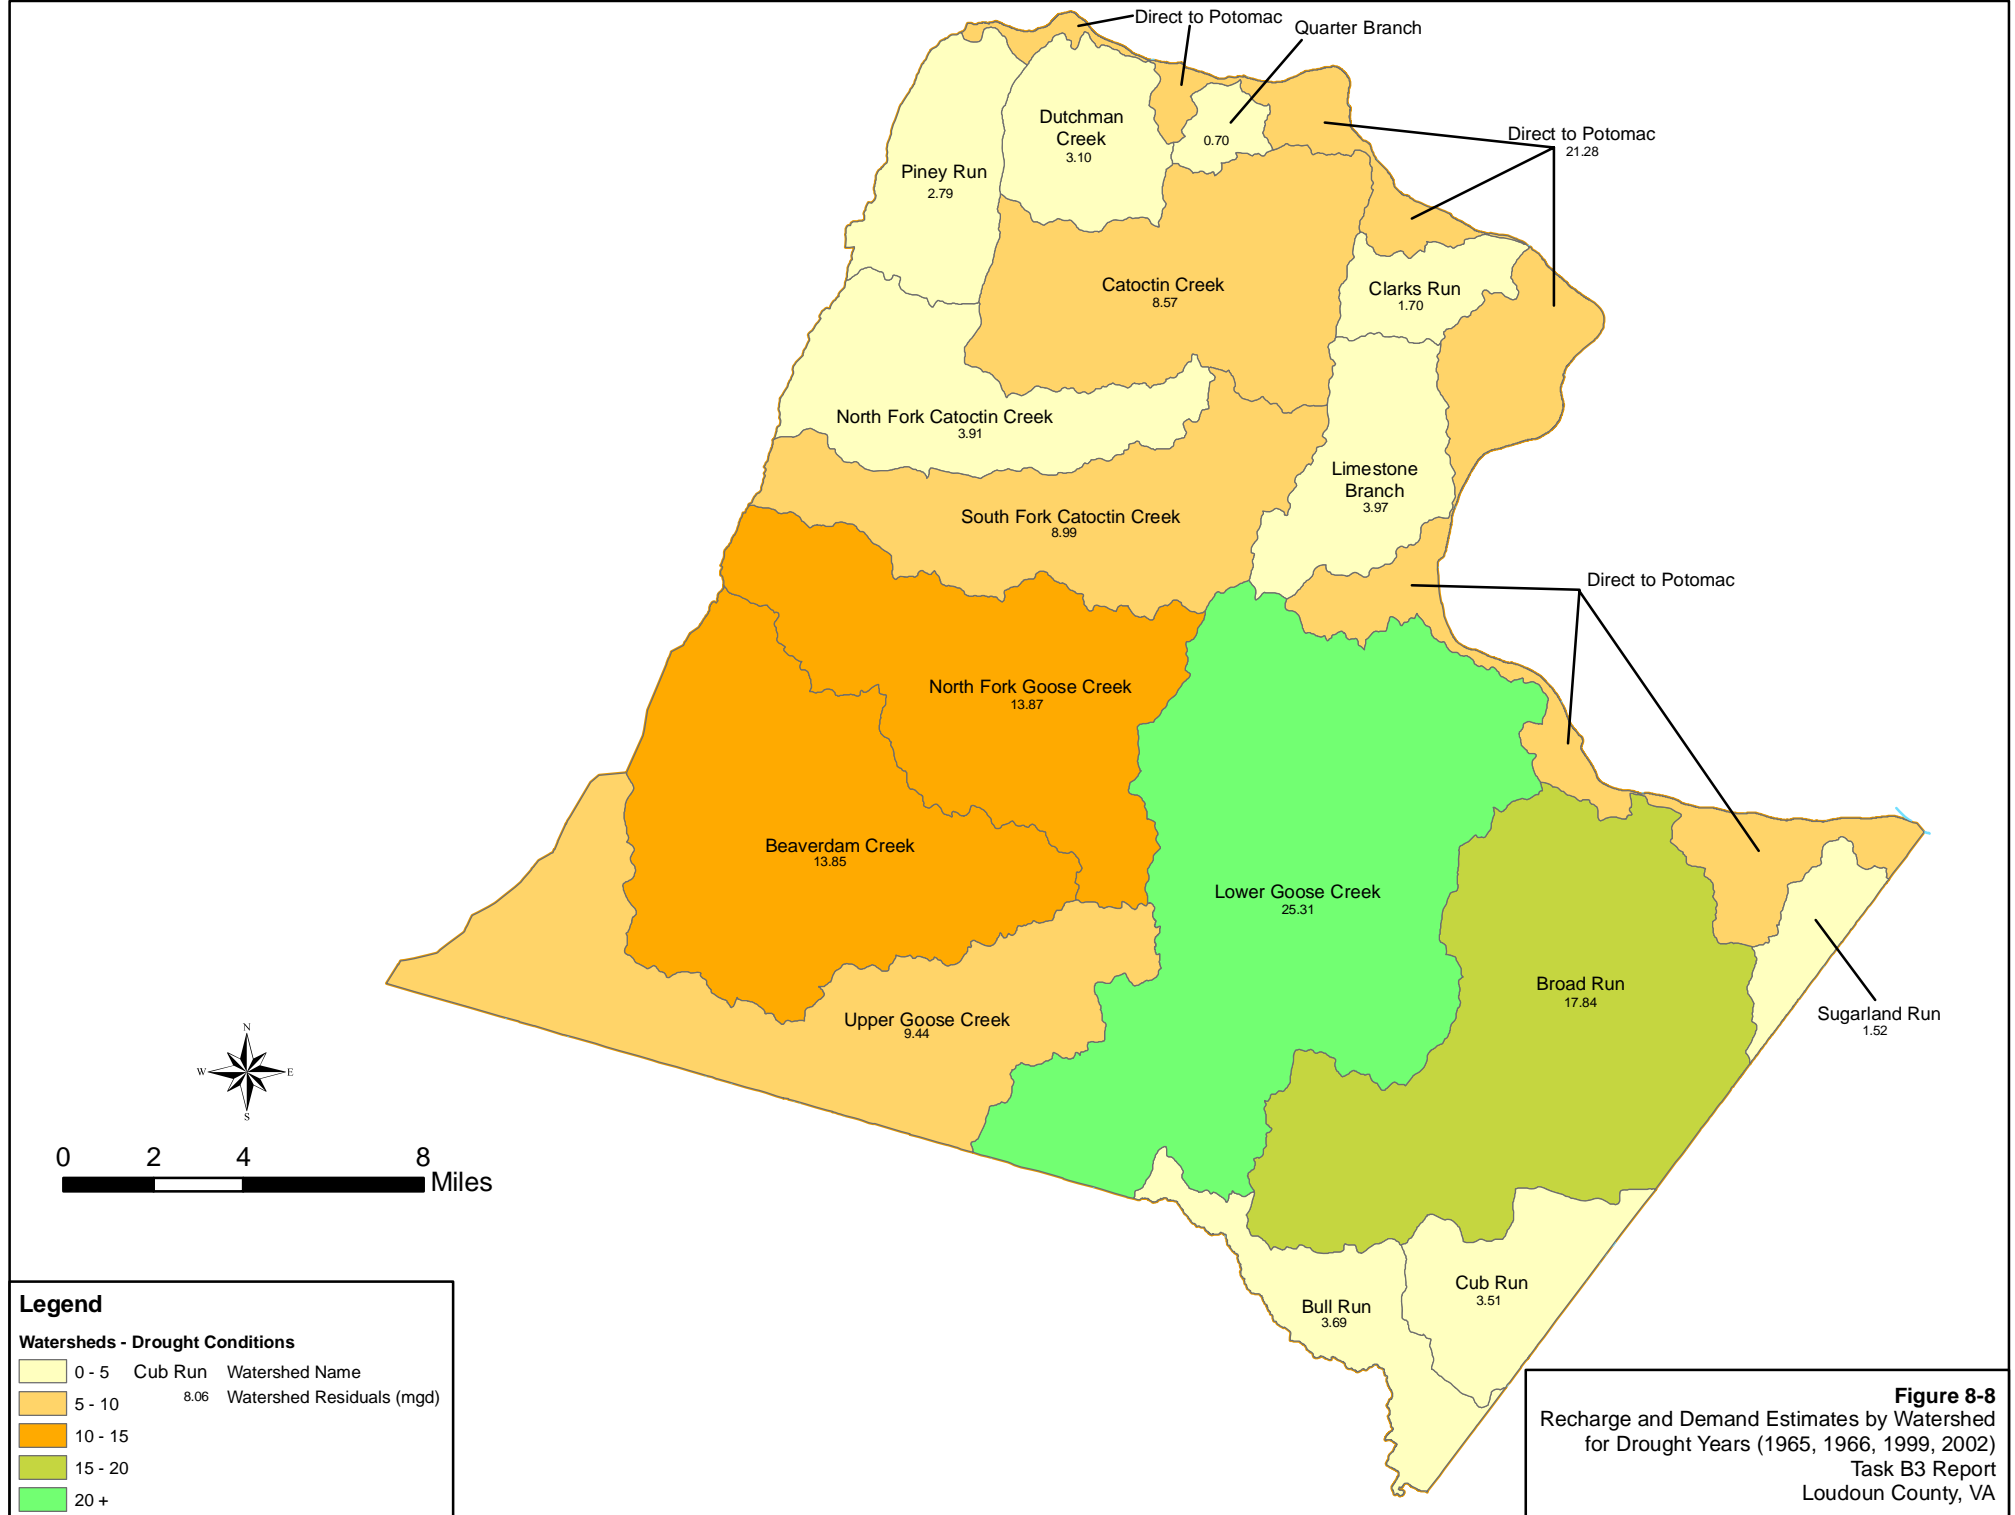 Direct to Potomac
Quarter Branch
Dutchman
Creek
3.10
0.70
Direct to Potomac
21.28
Piney Run
2.79
Catoctin Creek
8.57
Clarks Run
1.70
North Fork Catoctin Creek
3.91
Limestone
Branch
3.97
South Fork Catoctin Creek
8.99
Direct to Potomac
North Fork Goose Creek
13.87
Beaverdam Creek
13.85
Lower Goose Creek
25.31
Broad Run
17.84
Sugarland Run
1.52
Upper Goose Creek
9.44
N
W E
S
0 2 4 8
Miles
Cub Run
3.51
Bull Run
3.69
Legend
Watersheds - Drought Conditions
0 - 5 Cub Run Watershed Name
5 - 10 8.06 Watershed Residuals (mgd)
10 - 15
15 - 20
20 +
Figure 8-8
Recharge and Demand Estimates by Watershed
for Drought Years (1965, 1966, 1999, 2002)
Task B3 Report
Loudoun County, VA